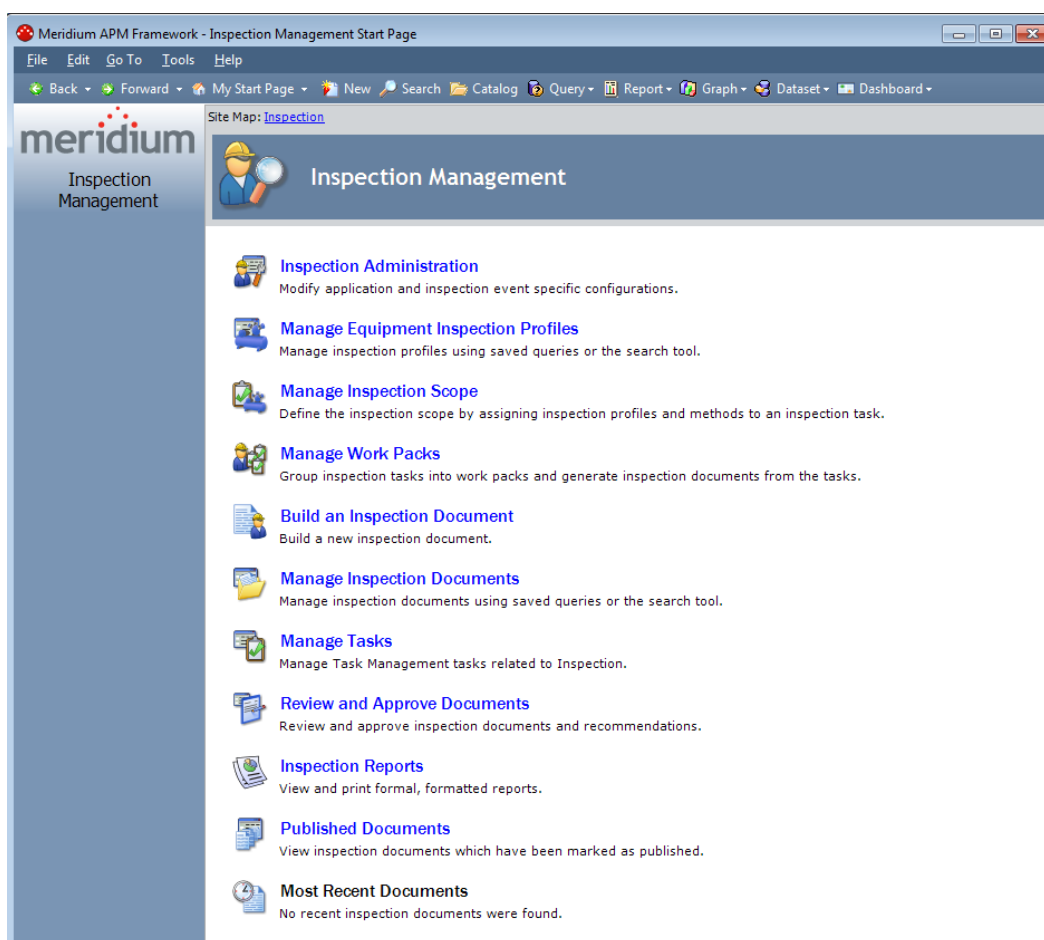 Meridium APM Framework - Inspection Management Start Page
File Edit Go To Tools Help
Back Forward My Start Page New Search Catalog Query Report Graph Dataset Dashboard
meridium
Inspection
Management
Site Map: Inspection
Inspection Management
Inspection Administration
Modify application and inspection event specific configurations.
Manage Equipment Inspection Profiles
Manage inspection profiles using saved queries or the search tool.
Manage Inspection Scope
Define the inspection scope by assigning inspection profiles and methods to an inspection task.
Manage Work Packs
Group inspection tasks into work packs and generate inspection documents from the tasks.
Build an Inspection Document
Build a new inspection document.
Manage Inspection Documents
Manage inspection documents using saved queries or the search tool.
Manage Tasks
Manage Task Management tasks related to Inspection.
Review and Approve Documents
Review and approve inspection documents and recommendations.
Inspection Reports
View and print formal, formatted reports.
Published Documents
View inspection documents which have been marked as published.
Most Recent Documents
No recent inspection documents were found.